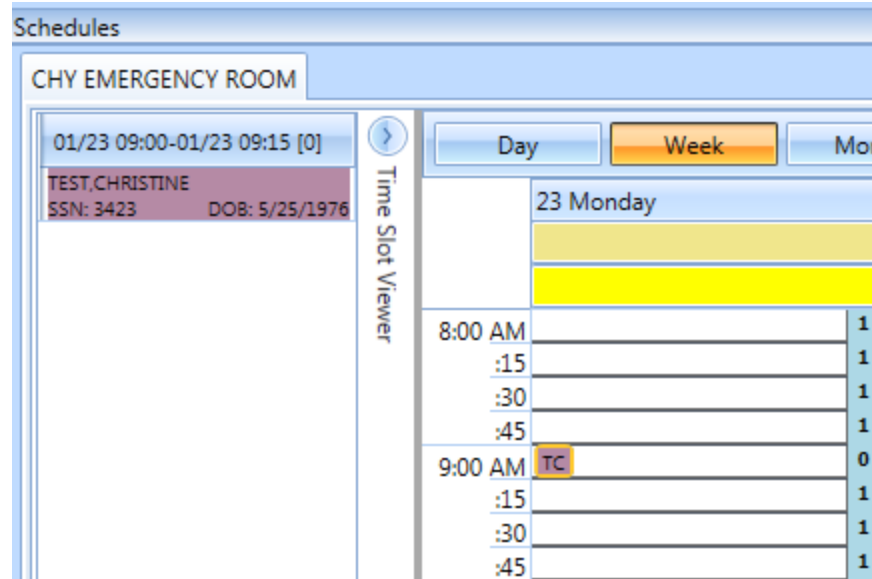 Schedules
CHY EMERGENCY ROOM
01/23 09:00-01/23 09:15 [0]
TEST,CHRISTINE
SSN: 3423 DOB: 5/25/1976
Time Slot Viewer
Day Week Mo
23 Monday
8:00 AM 1
:15 1
:30 1
:45 1
9:00 AM TC 0
:15 1
:30 1
:45 1